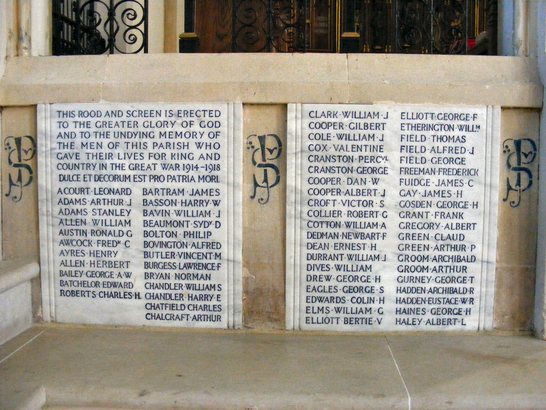 THIS ROOD AND SCREEN IS ERECTED
TO THE GREATER GLORY OF GOD
AND TO THE UNDYING MEMORY OF
THE MEN OF THIS PARISH WHO
GAVE THEIR LIVES FOR KING AND
COUNTRY IN THE GREAT WAR 1914-1918
DULCE ET DECORUM EST PRO PATRIA MORI
ACOURT LEONARD
ADAMS ARTHUR J
ADAMS STANLEY
ALLEN WILLIAM
AUSTIN RONALD G
AWCOCK FREDK C
AYRES HENRY
ALLEN HERBERT
BAILEY GEORGE A.W
BATCHELOR EDWARD
ROBERTS CHARLES H.
BARTRAM JAMES
BASSON HARRY W
BAVIN WILLIAM J
BEAUMONT SYDY D
BOLTON PHILIP
BOVINGTON ALFRED
BUTLER VINCENT M
BURGESS LAWRENCE F
BRYAN NORMAN
CHANDLER WILLIAM S
CHANDLER HARRY E
CHATFIELD CHARLES
CHALCRAFT ARTHUR
CLARK WILLIAM J
COOPER GILBERT
COLE WILLIAM J
COX VALENTINE
CRANSTON PERCY L
CRANSTON GEORGE
COOPER DAN W
COOPER ALBERT J
CROFT VICTOR S
COLLIER ROBERT G
COTTON WILLIAM A
DEDMAN NEWBART F
DEAN ERNEST H
DURRANT WILLIAM J
DIVES WILLIAM
DREW GEORGE H
EAGLES GEORGE S
EDWARDS COLIN H
ELMS WILLIAM G
ELLIOTT BERTIE V
ELLIOTT GEORGE F
ETHERINGTON WILLM
FIELD THOMAS
FIELD ALFRED J
FIELD GEORGE
FREEMAN FREDERICK
FUIDGE JAMES C
GAY JAMES H
GOSDEN GEORGE H
GRANT FRANK
GREGORY ALBERT
GREEN CLAUD
GREEN ARTHUR P
GROOM ARCHIBALD
GROOM ARTHUR
GURNEY GEORGE T
HADDEN ARCHIBALD R
HADDEN EUSTACE W.R
HAINES GEORGE H
HALEY ALBERT L